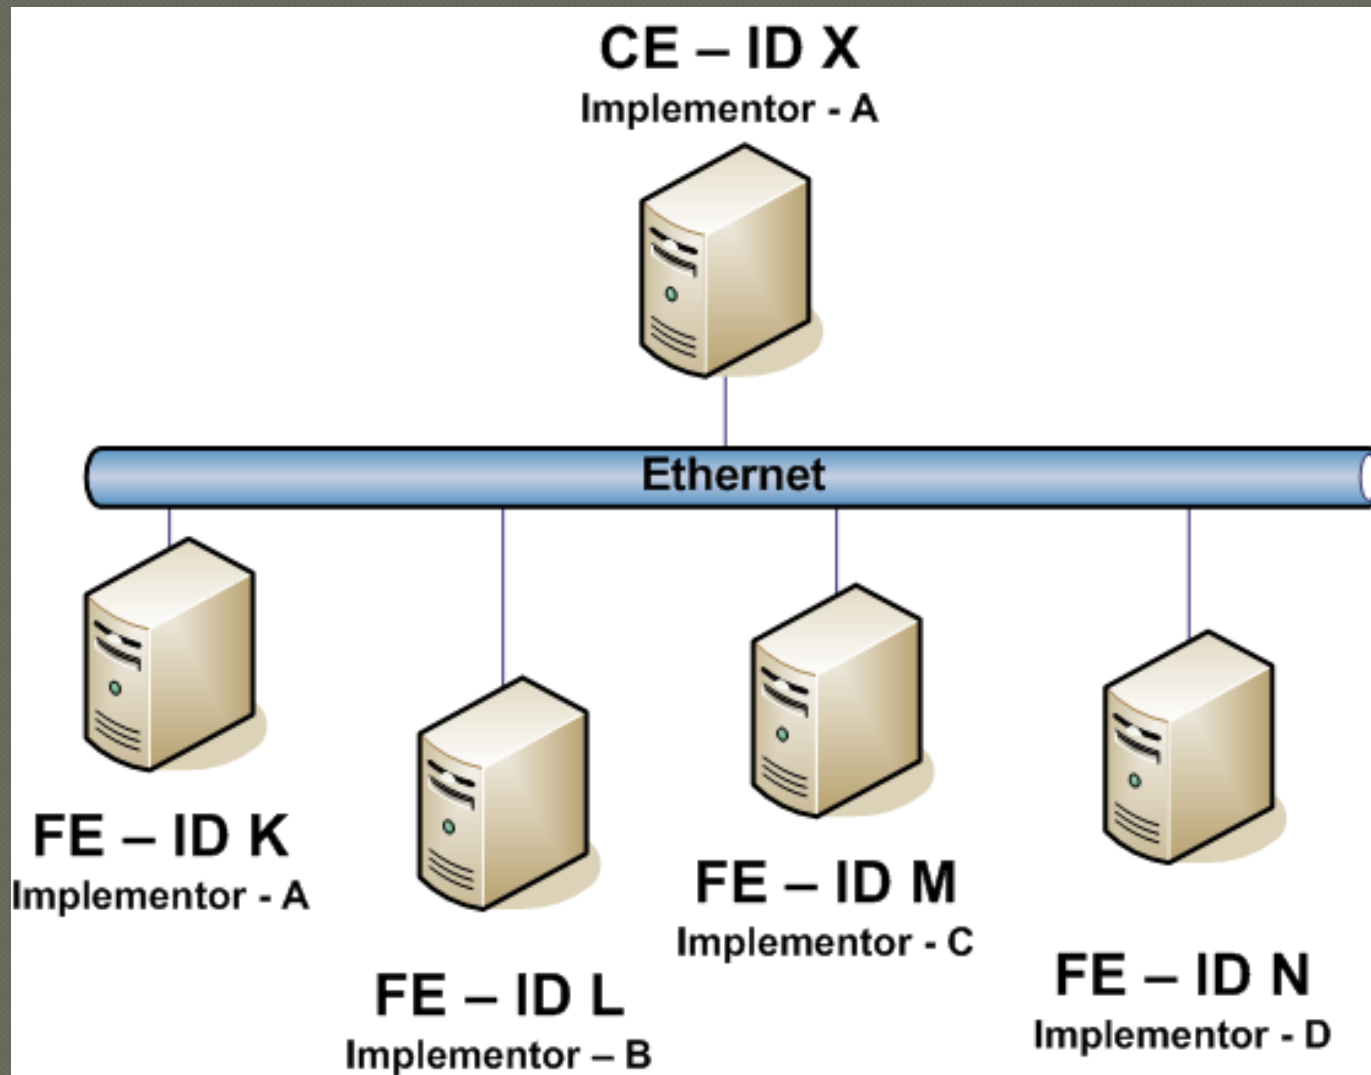 CE – ID X
Implementor - A
Ethernet
FE – ID K
Implementor - A
FE – ID L
Implementor – B
FE – ID M
Implementor - C
FE – ID N
Implementor - D